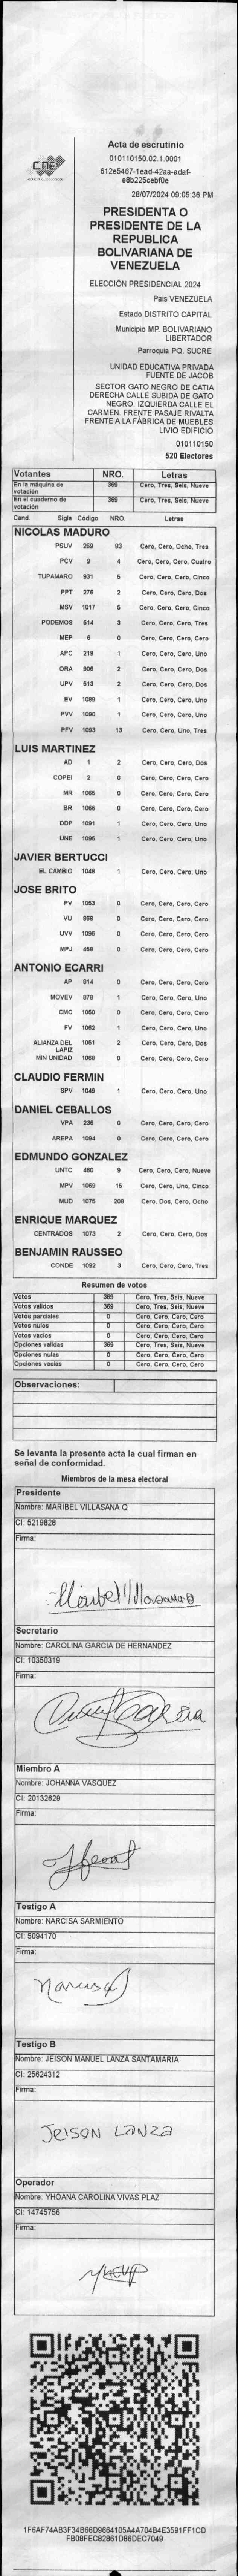 CNE
Acta de escrutinio
010110150.02.1.0001
612e5467-1ead-42aa-adaf-
e8b225cebf0e
28/07/2024 09:05:36 PM
PRESIDENTA O
PRESIDENTE DE LA
REPUBLICA
BOLIVARIANA DE
VENEZUELA
ELECCIÓN PRESIDENCIAL 2024
Pais VENEZUELA
Estado DISTRITO CAPITAL
Municipio MP. BOLIVARIANO
LIBERTADOR
Parroquia PQ. SUCRE
UNIDAD EDUCATIVA PRIVADA
FUENTE DE JACOB
SECTOR GATO NEGRO DE CATIA
DERECHA CALLE SUBIDA DE GATO
NEGRO. IZQUIERDA CALLE EL
CARMEN. FRENTE PASAJE RIVALTA
FRENTE A LA FÁBRICA DE MUEBLES
LIVIO EDIFICIO
010110150
520 Electores
Votantes NRO. Letras
En la máquina de votación 369 Cero, Tres, Seis, Nueve
En el cuaderno de votación 369 Cero, Tres, Seis, Nueve
Cand. Sigla Código NRO. Letras
NICOLAS MADURO
PSUV 269 83 Cero, Cero, Ocho, Tres
PCV 9 4 Cero, Cero, Cero, Cuatro
TUPAMARO 931 5 Cero, Cero, Cero, Cinco
PPT 276 2 Cero, Cero, Cero, Dos
MSV 1017 5 Cero, Cero, Cero, Cinco
PODEMOS 514 3 Cero, Cero, Cero, Tres
MEP 6 0 Cero, Cero, Cero, Cero
APC 219 1 Cero, Cero, Cero, Uno
ORA 906 2 Cero, Cero, Cero, Dos
UPV 513 2 Cero, Cero, Cero, Dos
EV 1089 1 Cero, Cero, Cero, Uno
PVV 1090 1 Cero, Cero, Cero, Uno
PFV 1093 13 Cero, Cero, Uno, Tres
LUIS MARTINEZ
AD 1 2 Cero, Cero, Cero, Dos
COPEI 2 0 Cero, Cero, Cero, Cero
MR 1065 0 Cero, Cero, Cero, Cero
BR 1066 0 Cero, Cero, Cero, Cero
DDP 1091 1 Cero, Cero, Cero, Uno
UNE 1096 1 Cero, Cero, Cero, Uno
JAVIER BERTUCCI
EL CAMBIO 1048 1 Cero, Cero, Cero, Uno
JOSE BRITO
PV 1053 0 Cero, Cero, Cero, Cero
VU 868 0 Cero, Cero, Cero, Cero
UVV 1095 0 Cero, Cero, Cero, Cero
MPJ 458 0 Cero, Cero, Cero, Cero
ANTONIO ECARRI
AP 914 0 Cero, Cero, Cero, Cero
MOVEV 878 1 Cero, Cero, Cero, Uno
CMC 1050 0 Cero, Cero, Cero, Cero
FV 1062 1 Cero, Cero, Cero, Uno
ALIANZA DEL LAPIZ 1051 2 Cero, Cero, Cero, Dos
MIN UNIDAD 1068 0 Cero, Cero, Cero, Cero
CLAUDIO FERMIN
SPV 1049 1 Cero, Cero, Cero, Uno
DANIEL CEBALLOS
VPA 236 0 Cero, Cero, Cero, Cero
AREPA 1094 0 Cero, Cero, Cero, Cero
EDMUNDO GONZALEZ
UNTC 460 9 Cero, Cero, Cero, Nueve
MPV 1069 15 Cero, Cero, Uno, Cinco
MUD 1075 208 Cero, Dos, Cero, Ocho
ENRIQUE MARQUEZ
CENTRADOS 1073 2 Cero, Cero, Cero, Dos
BENJAMIN RAUSSEO
CONDE 1092 3 Cero, Cero, Cero, Tres
Resumen de votos
Votos 369 Cero, Tres, Seis, Nueve
Votos validos 369 Cero, Tres, Seis, Nueve
Votos parciales 0 Cero, Cero, Cero, Cero
Votos nulos 0 Cero, Cero, Cero, Cero
Votos vacios 0 Cero, Cero, Cero, Cero
Opciones validas 369 Cero, Tres, Seis, Nueve
Opciones nulas 0 Cero, Cero, Cero, Cero
Opciones vacias 0 Cero, Cero, Cero, Cero
Observaciones:
Se levanta la presente acta la cual firman en
señal de conformidad.
Miembros de la mesa electoral
Presidente
Nombre: MARIBEL VILLASANA Q
CI: 5219828
Firma:
Secretario
Nombre: CAROLINA GARCIA DE HERNANDEZ
CI: 10350319
Firma:
Miembro A
Nombre: JOHANNA VASQUEZ
CI: 20132629
Firma:
Testigo A
Nombre: NARCISA SARMIENTO
CI: 5094170
Firma:
Testigo B
Nombre: JEISON MANUEL LANZA SANTAMARIA
CI: 25624312
Firma:
JEISON LANZA
Operador
Nombre: YHOANA CAROLINA VIVAS PLAZ
CI: 14745756
Firma:
1F6AF74AB3F34B66D9664105A4A704B4E3591FF1CD
FB08FEC82861D86DEC7049